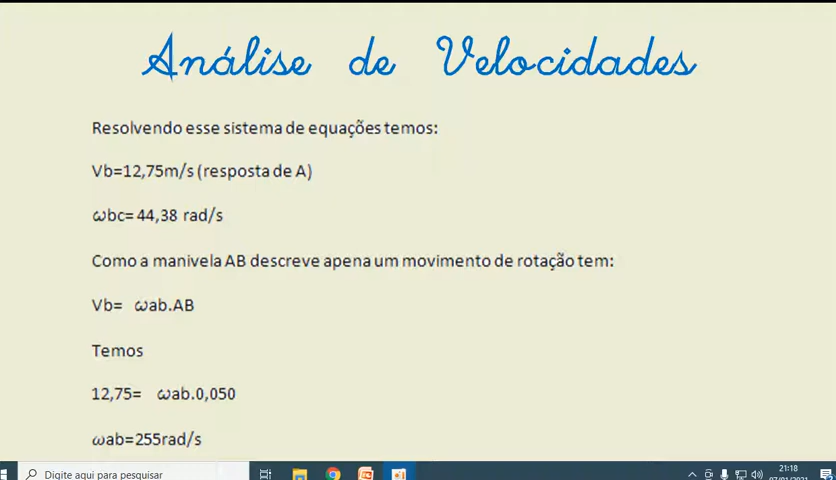 Análise de Velocidades
Resolvendo esse sistema de equações temos:
Vb=12,75m/s (resposta de A)
ωbc= 44,38 rad/s
Como a manivela AB descreve apena um movimento de rotação tem:
Vb= ωab.AB
Temos
12,75= ωab.0,050
ωab=255rad/s
Digite aqui para pesquisar
21:18